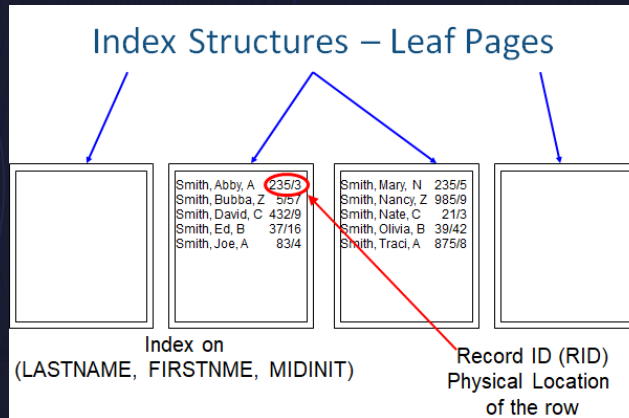 Index Structures – Leaf Pages
Smith, Abby, A 235/3
Smith, Bubba, Z 5/57
Smith, David, C 432/9
Smith, Ed, B 37/16
Smith, Joe, A 83/4
Smith, Mary, N 235/5
Smith, Nancy, Z 985/9
Smith, Nate, C 21/3
Smith, Olivia, B 39/42
Smith, Traci, A 875/8
Index on
(LASTNAME, FIRSTNME, MIDINIT)
Record ID (RID)
Physical Location
of the row